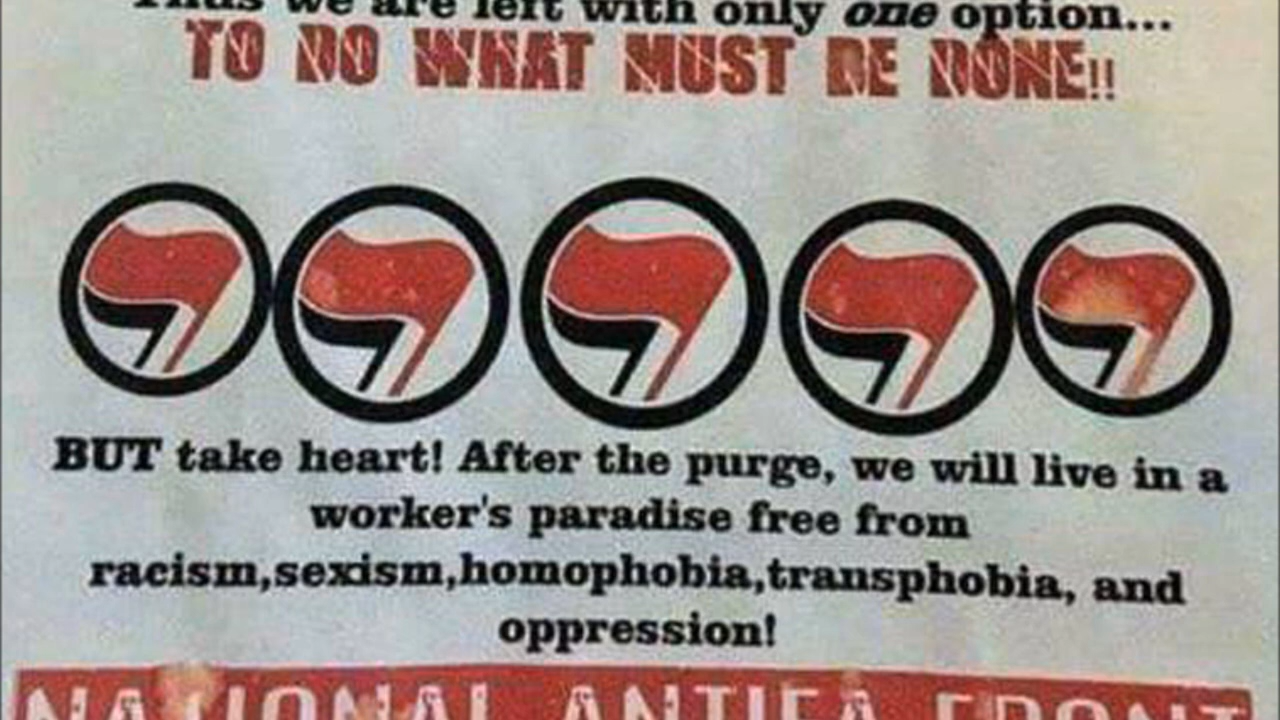 Thus we are left with only one option...
TO DO WHAT MUST BE DONE!!
BUT take heart! After the purge, we will live in a
worker's paradise free from
racism,sexism,homophobia,transphobia, and
oppression!
NATIONAL ANTIFA FRONT